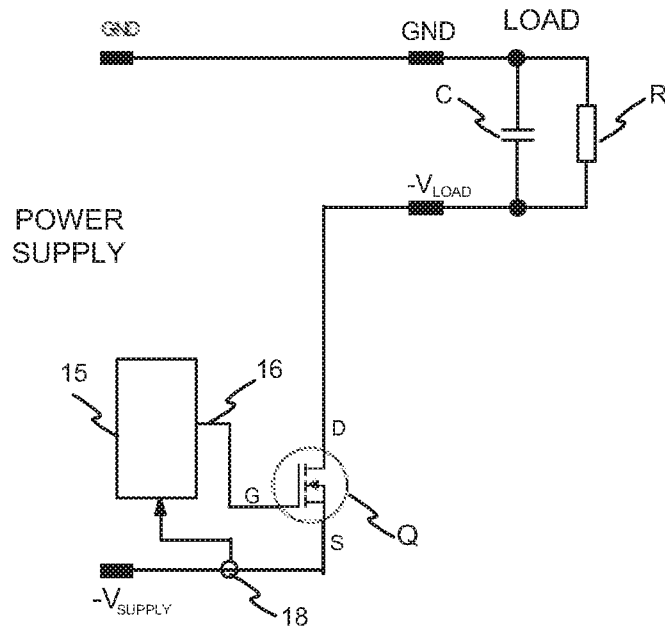 GND
GND
LOAD
C
R
-VLOAD
POWER
SUPPLY
15
16
D
G
Q
S
-VSUPPLY
18